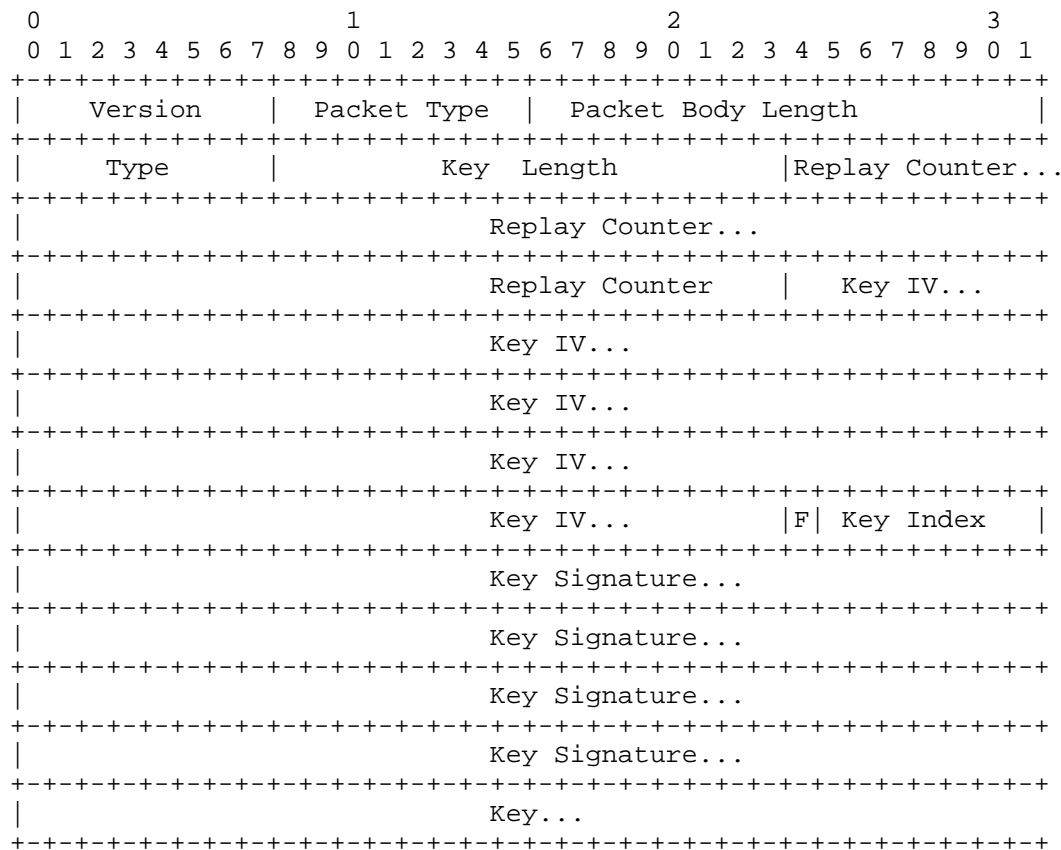 0                   1                   2                   3
 0 1 2 3 4 5 6 7 8 9 0 1 2 3 4 5 6 7 8 9 0 1 2 3 4 5 6 7 8 9 0 1
+-+-+-+-+-+-+-+-+-+-+-+-+-+-+-+-+-+-+-+-+-+-+-+-+-+-+-+-+-+-+-+-+
|    Version    |  Packet Type  |  Packet Body Length           |
+-+-+-+-+-+-+-+-+-+-+-+-+-+-+-+-+-+-+-+-+-+-+-+-+-+-+-+-+-+-+-+-+
|     Type      |          Key  Length          |Replay Counter...
+-+-+-+-+-+-+-+-+-+-+-+-+-+-+-+-+-+-+-+-+-+-+-+-+-+-+-+-+-+-+-+-+
|                             Replay Counter...
+-+-+-+-+-+-+-+-+-+-+-+-+-+-+-+-+-+-+-+-+-+-+-+-+-+-+-+-+-+-+-+-+
|                             Replay Counter    |   Key IV...
+-+-+-+-+-+-+-+-+-+-+-+-+-+-+-+-+-+-+-+-+-+-+-+-+-+-+-+-+-+-+-+-+
|                             Key IV...
+-+-+-+-+-+-+-+-+-+-+-+-+-+-+-+-+-+-+-+-+-+-+-+-+-+-+-+-+-+-+-+-+
|                             Key IV...
+-+-+-+-+-+-+-+-+-+-+-+-+-+-+-+-+-+-+-+-+-+-+-+-+-+-+-+-+-+-+-+-+
|                             Key IV...
+-+-+-+-+-+-+-+-+-+-+-+-+-+-+-+-+-+-+-+-+-+-+-+-+-+-+-+-+-+-+-+-+
|                             Key IV...         |F| Key Index   |
+-+-+-+-+-+-+-+-+-+-+-+-+-+-+-+-+-+-+-+-+-+-+-+-+-+-+-+-+-+-+-+-+
|                             Key Signature...
+-+-+-+-+-+-+-+-+-+-+-+-+-+-+-+-+-+-+-+-+-+-+-+-+-+-+-+-+-+-+-+-+
|                             Key Signature...
+-+-+-+-+-+-+-+-+-+-+-+-+-+-+-+-+-+-+-+-+-+-+-+-+-+-+-+-+-+-+-+-+
|                             Key Signature...
+-+-+-+-+-+-+-+-+-+-+-+-+-+-+-+-+-+-+-+-+-+-+-+-+-+-+-+-+-+-+-+-+
|                             Key Signature...
+-+-+-+-+-+-+-+-+-+-+-+-+-+-+-+-+-+-+-+-+-+-+-+-+-+-+-+-+-+-+-+-+
|                             Key...
+-+-+-+-+-+-+-+-+-+-+-+-+-+-+-+-+-+-+-+-+-+-+-+-+-+-+-+-+-+-+-+-+